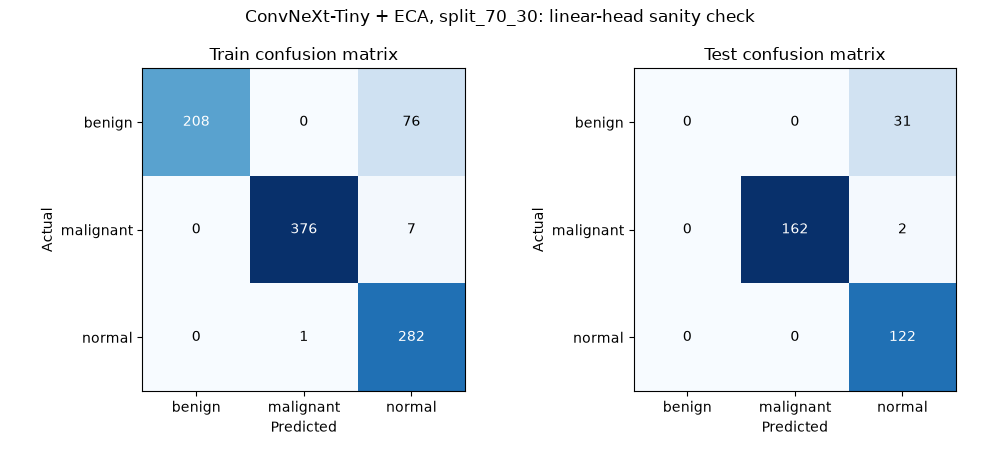 ConvNeXt-Tiny + ECA, split_70_30: linear-head sanity check
Train confusion matrix
benign
malignant
normal
Actual
208 0 76
0 376 7
0 1 282
benign malignant normal
Predicted
Test confusion matrix
benign
malignant
normal
Actual
0 0 31
0 162 2
0 0 122
benign malignant normal
Predicted